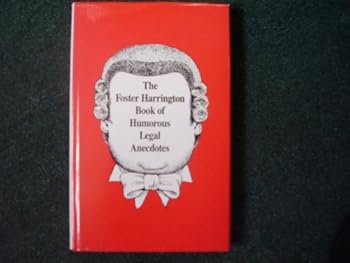 The
Foster Harrington
Book of
Humorous
Legal
Anecdotes